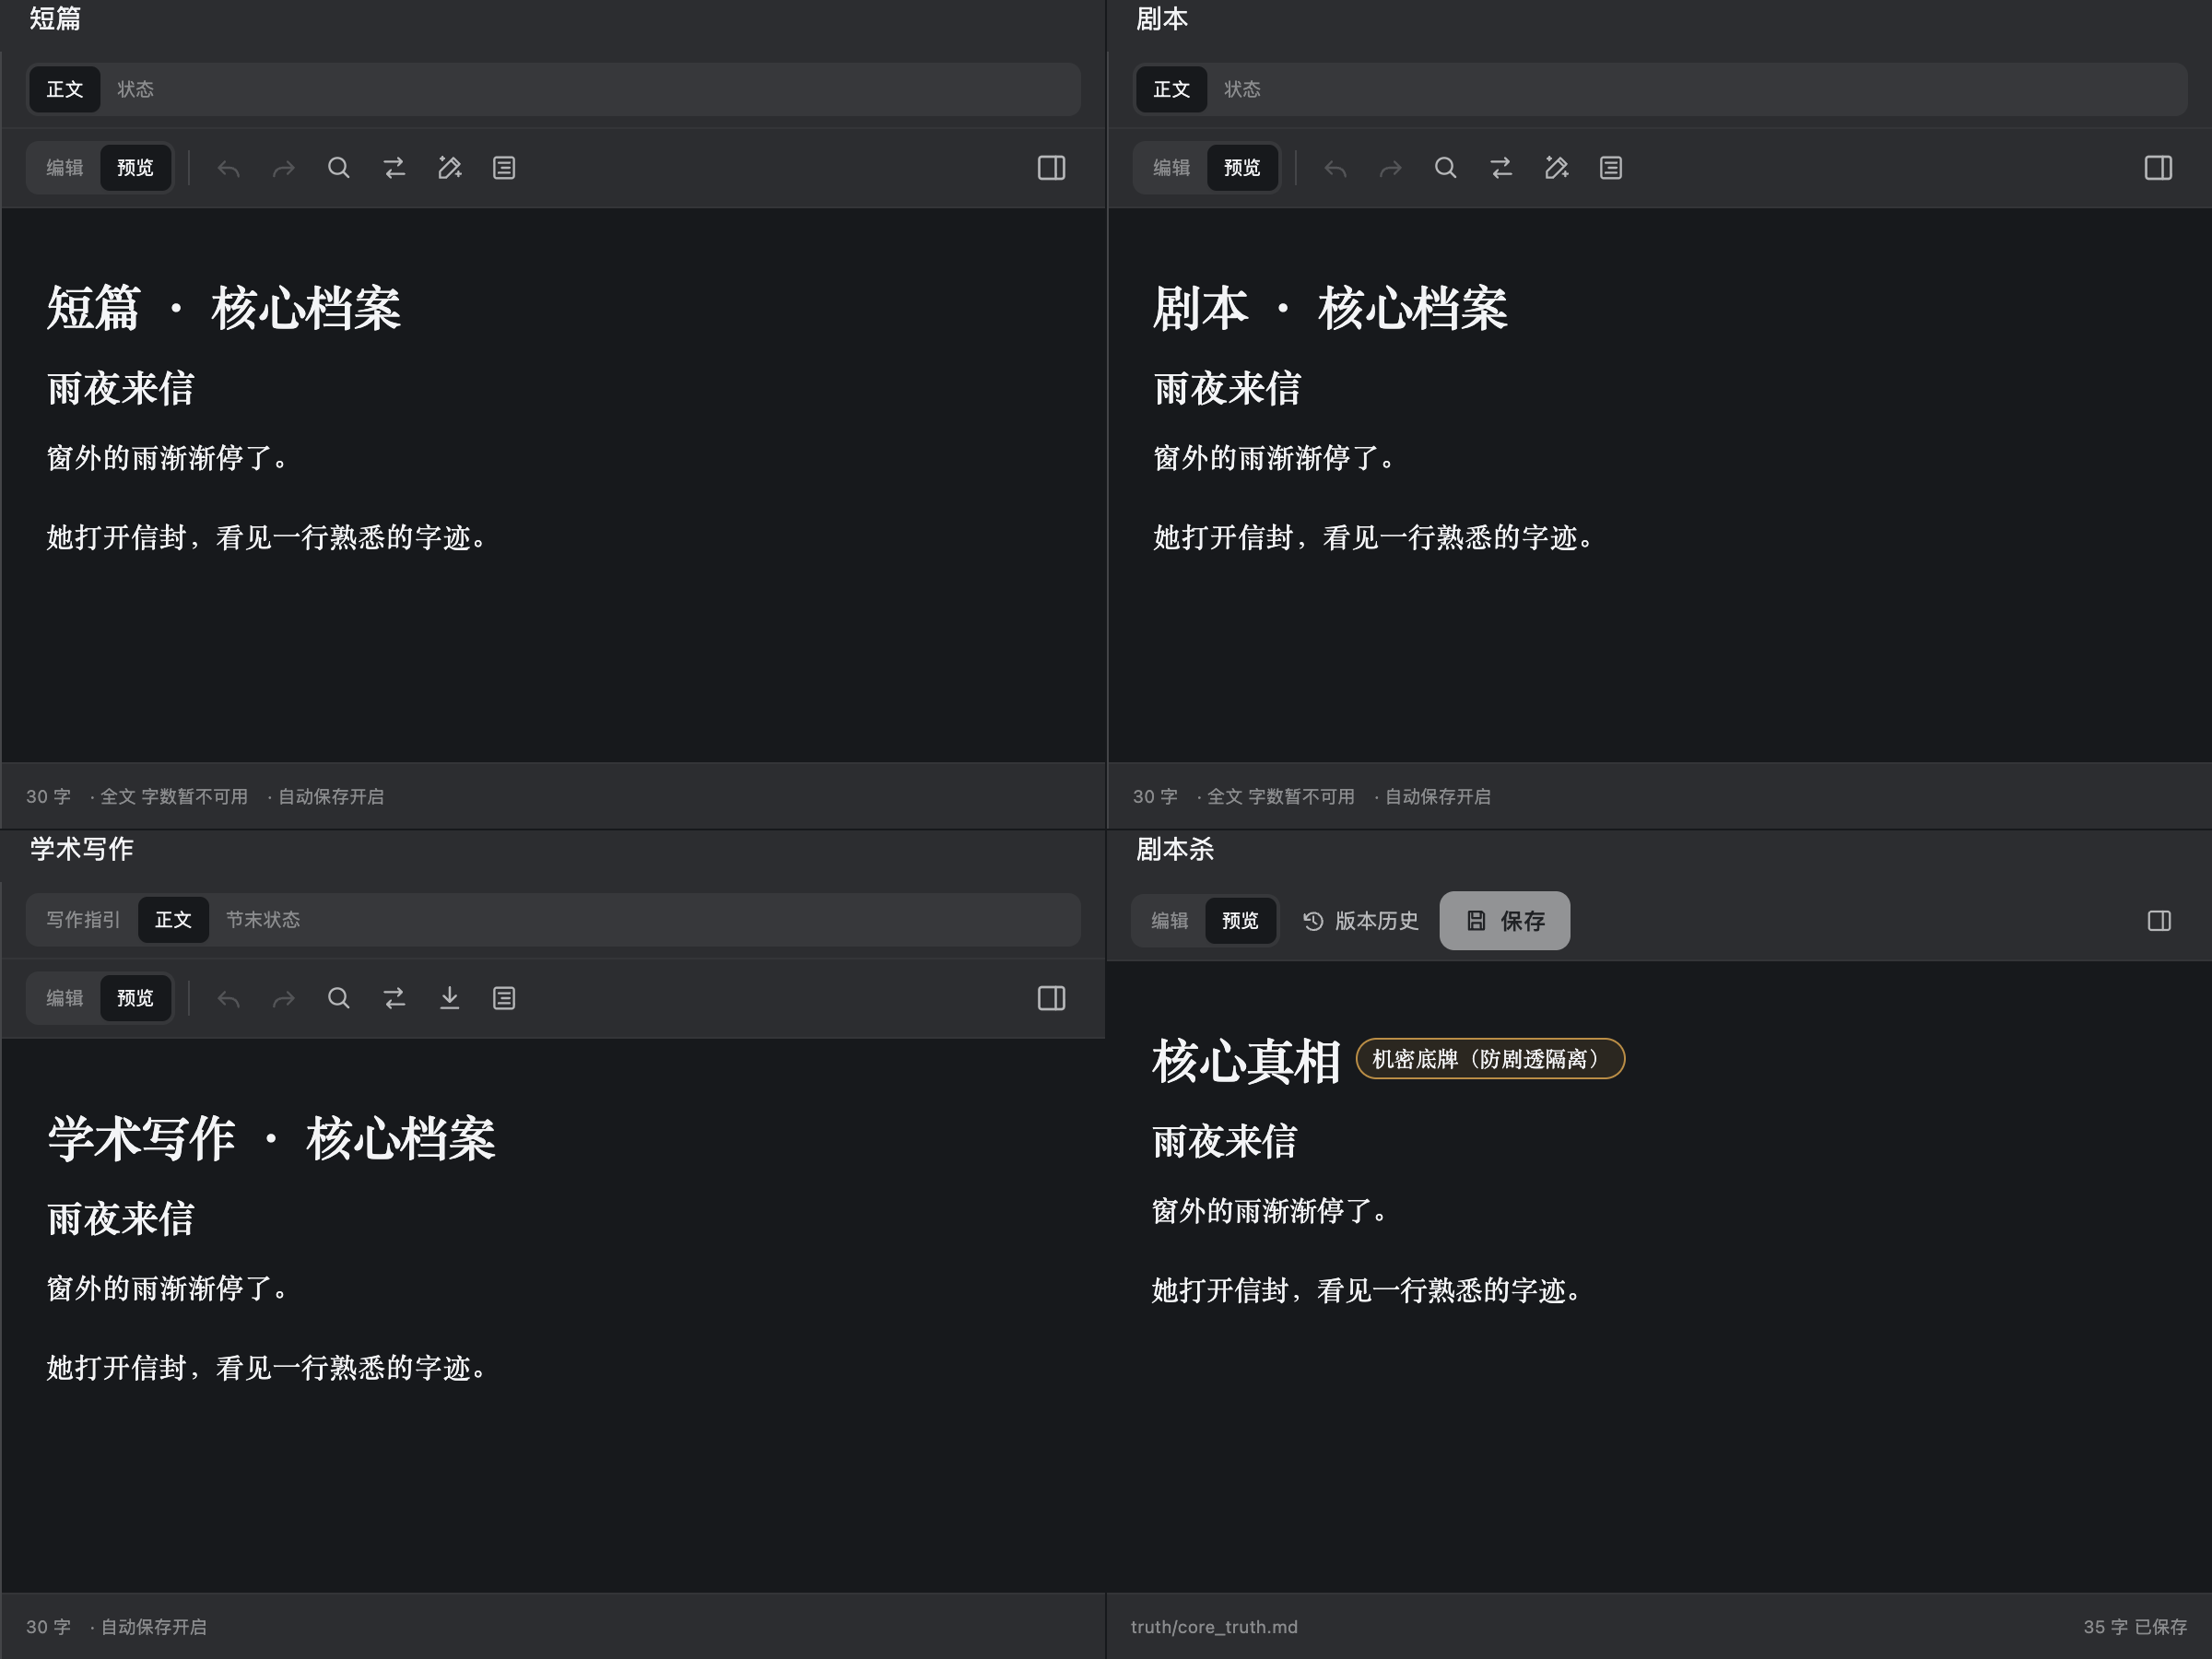 短篇
正文 状态
编辑 预览
短篇 · 核心档案
雨夜来信
窗外的雨渐渐停了。
她打开信封，看见一行熟悉的字迹。
30 字 · 全文 字数暂不可用 · 自动保存开启
剧本
正文 状态
编辑 预览
剧本 · 核心档案
雨夜来信
窗外的雨渐渐停了。
她打开信封，看见一行熟悉的字迹。
30 字 · 全文 字数暂不可用 · 自动保存开启
学术写作
写作指引 正文 节末状态
编辑 预览
学术写作 · 核心档案
雨夜来信
窗外的雨渐渐停了。
她打开信封，看见一行熟悉的字迹。
30 字 · 自动保存开启
剧本杀
编辑 预览 版本历史 保存
核心真相 机密底牌（防剧透隔离）
雨夜来信
窗外的雨渐渐停了。
她打开信封，看见一行熟悉的字迹。
truth/core_truth.md 35 字 已保存